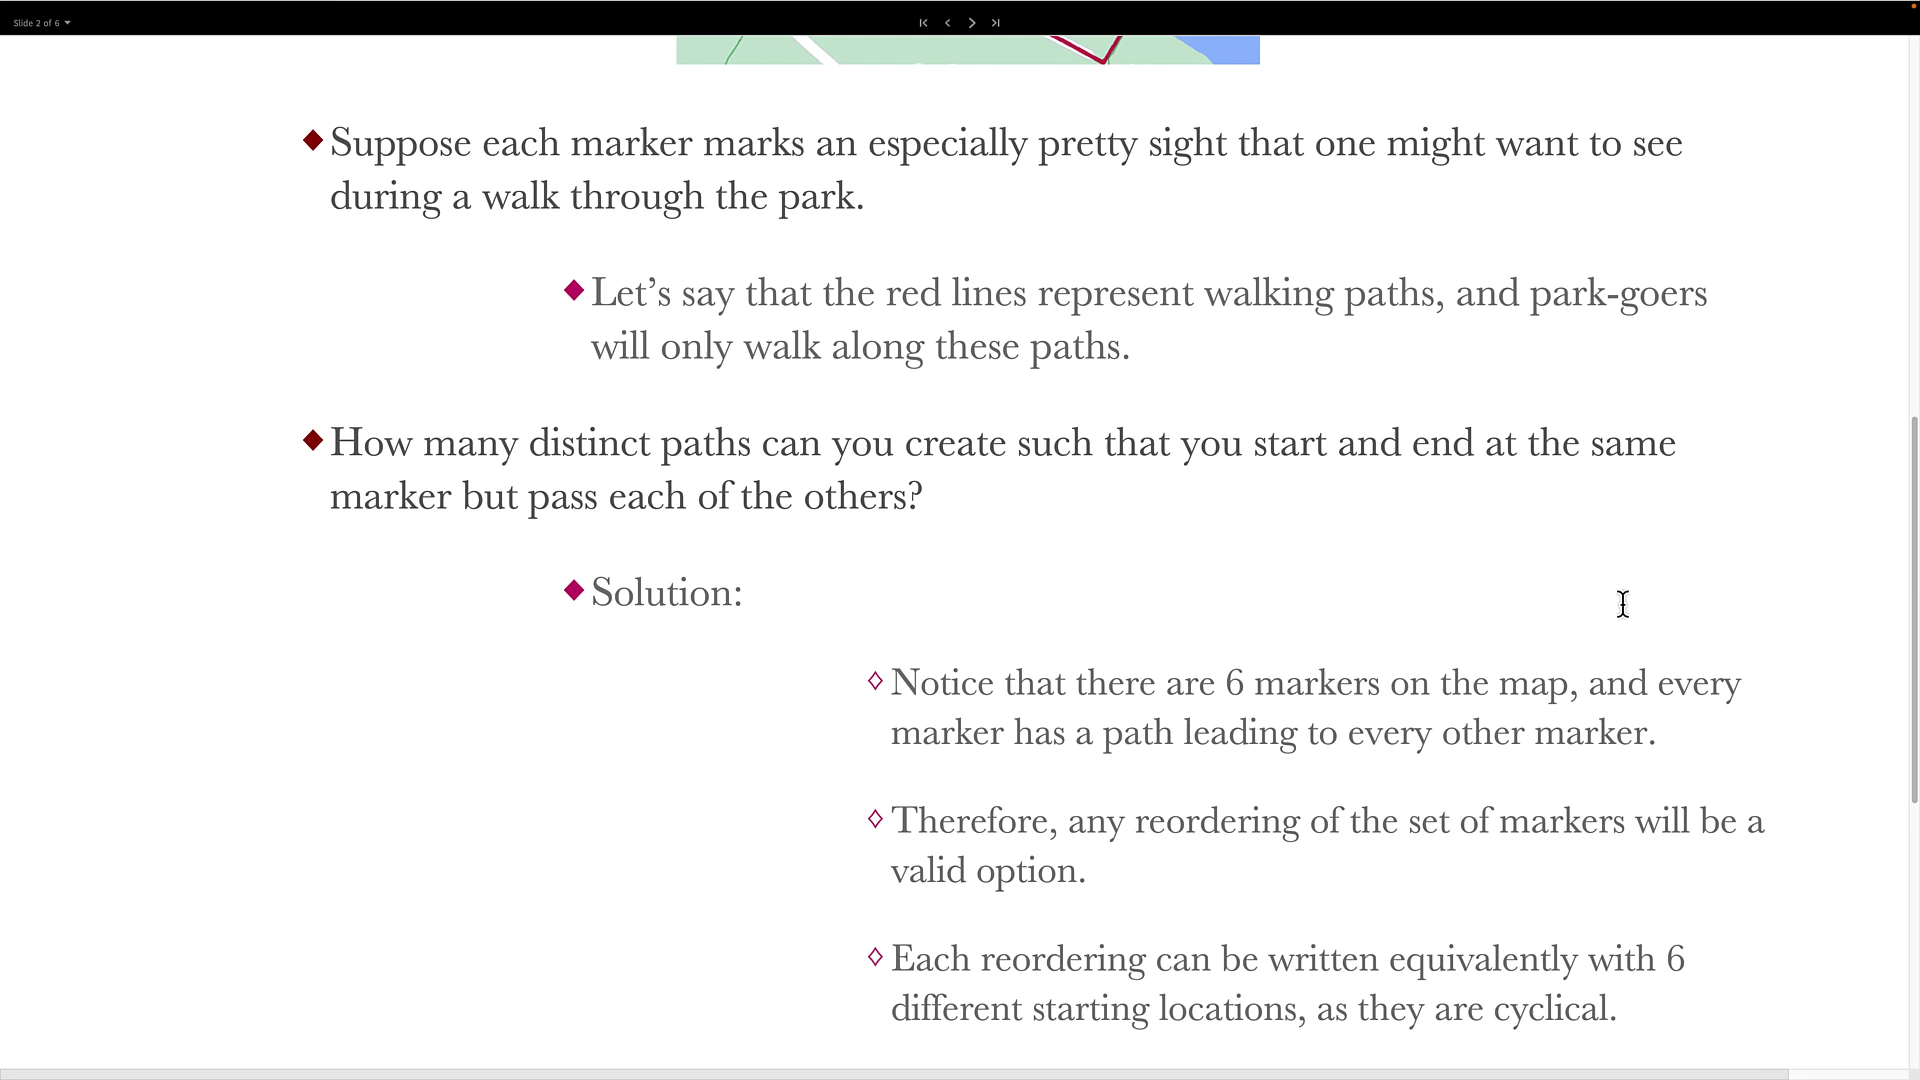 Slide 2 of 6
Suppose each marker marks an especially pretty sight that one might want to see
during a walk through the park.
Let’s say that the red lines represent walking paths, and park-goers
will only walk along these paths.
How many distinct paths can you create such that you start and end at the same
marker but pass each of the others?
Solution:
Notice that there are 6 markers on the map, and every
marker has a path leading to every other marker.
Therefore, any reordering of the set of markers will be a
valid option.
Each reordering can be written equivalently with 6
different starting locations, as they are cyclical.